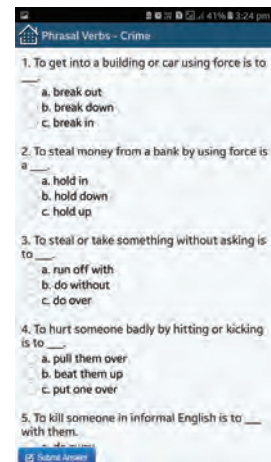 41% 3:24 pm
Phrasal Verbs - Crime
1. To get into a building or car using force is to
___.
a. break out
b. break down
c. break in
2. To steal money from a bank by using force is
a ___.
a. hold in
b. hold down
c. hold up
3. To steal or take something without asking is
to ___.
a. run off with
b. do without
c. do over
4. To hurt someone badly by hitting or kicking
is to ___.
a. pull them over
b. beat them up
c. put one over
5. To kill someone in informal English is to ___
with them.
Submit Answer